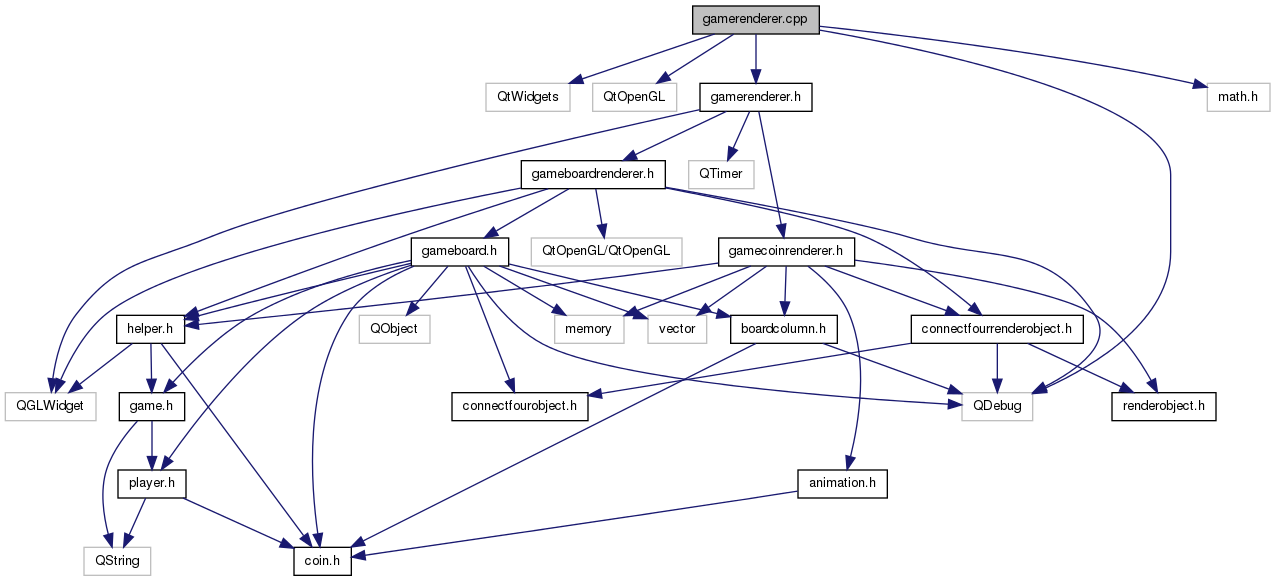 gamerenderer.cpp
QtWidgets
QtOpenGL
gamerenderer.h
math.h
gameboardrenderer.h
QTimer
gameboard.h
QtOpenGL/QtOpenGL
gamecoinrenderer.h
helper.h
QObject
memory
vector
boardcolumn.h
connectfourrenderobject.h
QGLWidget
game.h
connectfourobject.h
QDebug
renderobject.h
player.h
animation.h
QString
coin.h